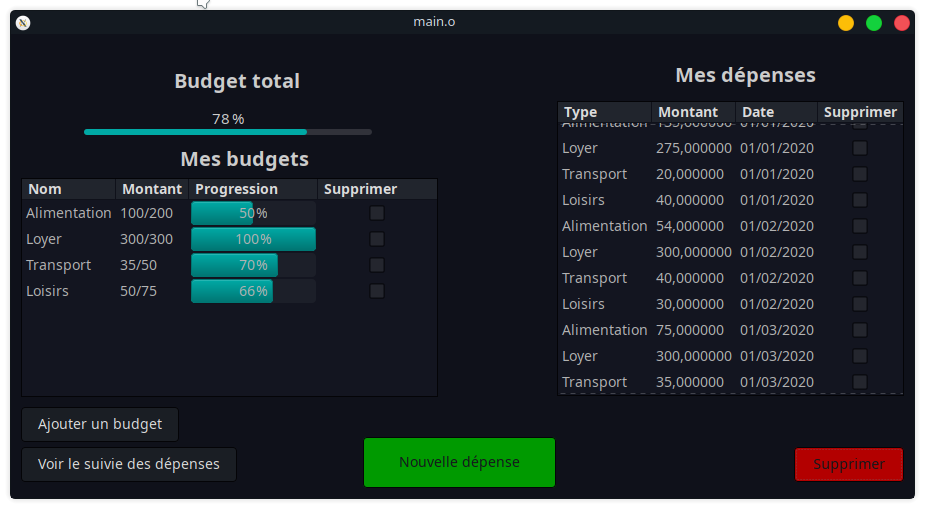 main.o
Budget total
78 %
Mes budgets
Nom Montant Progression Supprimer
Alimentation 100/200 50 %
Loyer 300/300 100 %
Transport 35/50 70 %
Loisirs 50/75 66 %
Ajouter un budget
Voir le suivie des dépenses
Nouvelle dépense
Mes dépenses
Type Montant Date Supprimer
Alimentation 01/01/2020
Loyer 275,000000 01/01/2020
Transport 20,000000 01/01/2020
Loisirs 40,000000 01/01/2020
Alimentation 54,000000 01/02/2020
Loyer 300,000000 01/02/2020
Transport 40,000000 01/02/2020
Loisirs 30,000000 01/02/2020
Alimentation 75,000000 01/03/2020
Loyer 300,000000 01/03/2020
Transport 35,000000 01/03/2020
Supprimer